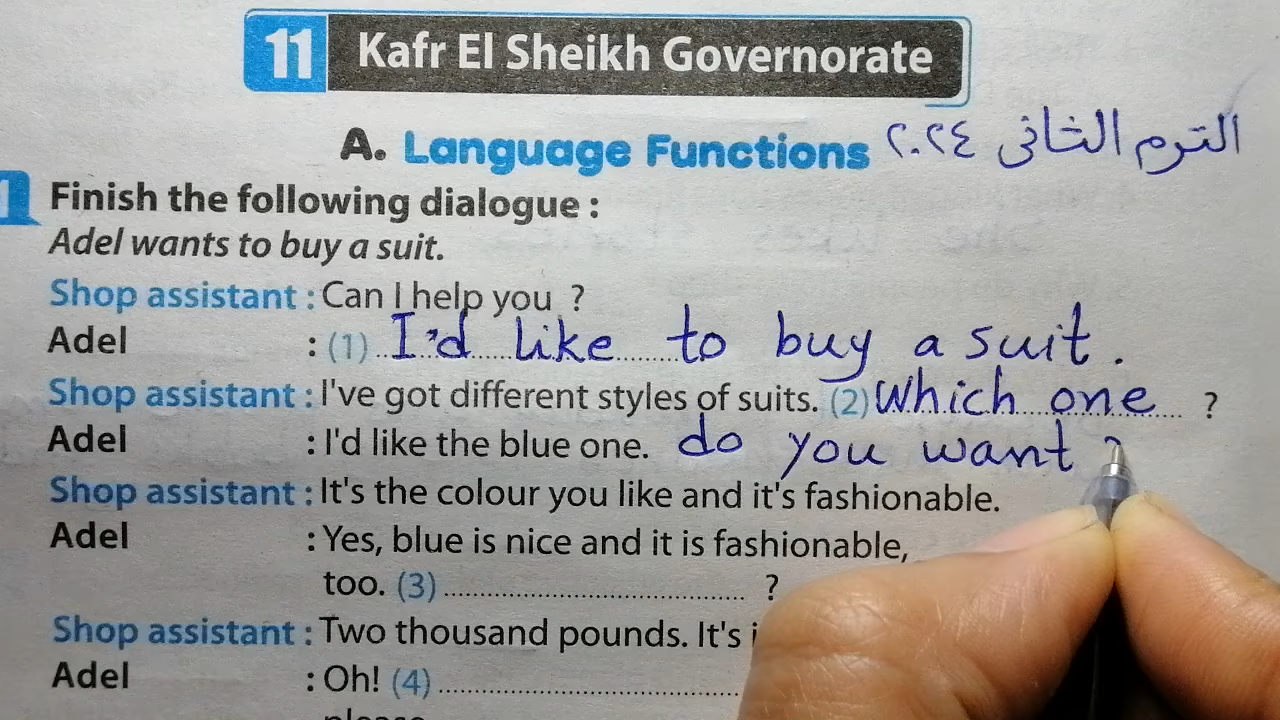 11 Kafr El Sheikh Governorate
A. Language Functions الترم الثانى ٢٠٢٤
1 Finish the following dialogue :
Adel wants to buy a suit.
Shop assistant : Can I help you ?
Adel : (1) I'd like to buy a suit.
Shop assistant : I've got different styles of suits. (2) Which one ?
Adel : I'd like the blue one. do you want ?
Shop assistant : It's the colour you like and it's fashionable.
Adel : Yes, blue is nice and it is fashionable,
too. (3) ........................................ ?
Shop assistant : Two thousand pounds. It's
Adel : Oh! (4) ........................................
please